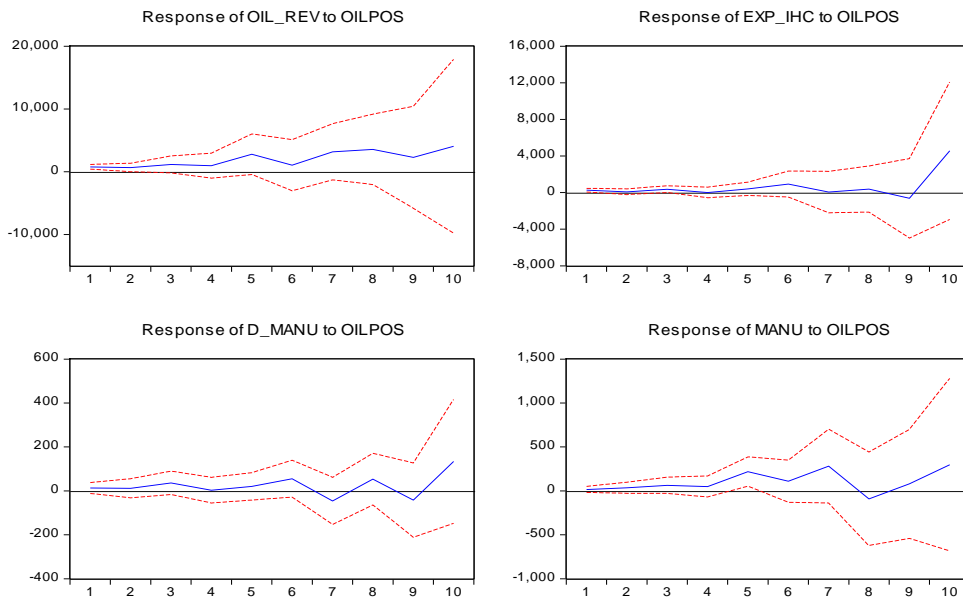 Response of OIL_REV to OILPOS
20,000
10,000
0
-10,000
1 2 3 4 5 6 7 8 9 10
Response of EXP_IHC to OILPOS
16,000
12,000
8,000
4,000
0
-4,000
-8,000
1 2 3 4 5 6 7 8 9 10
Response of D_MANU to OILPOS
600
400
200
0
-200
-400
1 2 3 4 5 6 7 8 9 10
Response of MANU to OILPOS
1,500
1,000
500
0
-500
-1,000
1 2 3 4 5 6 7 8 9 10